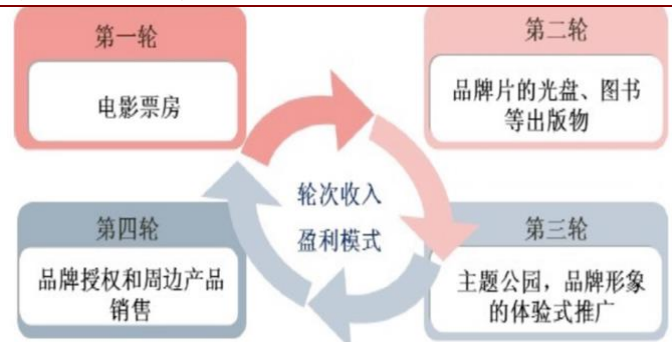 第一轮
电影票房
第二轮
品牌片的光盘、图书
等出版物
轮次收入
盈利模式
第四轮
品牌授权和周边产品
销售
第三轮
主题公园，品牌形象
的体验式推广